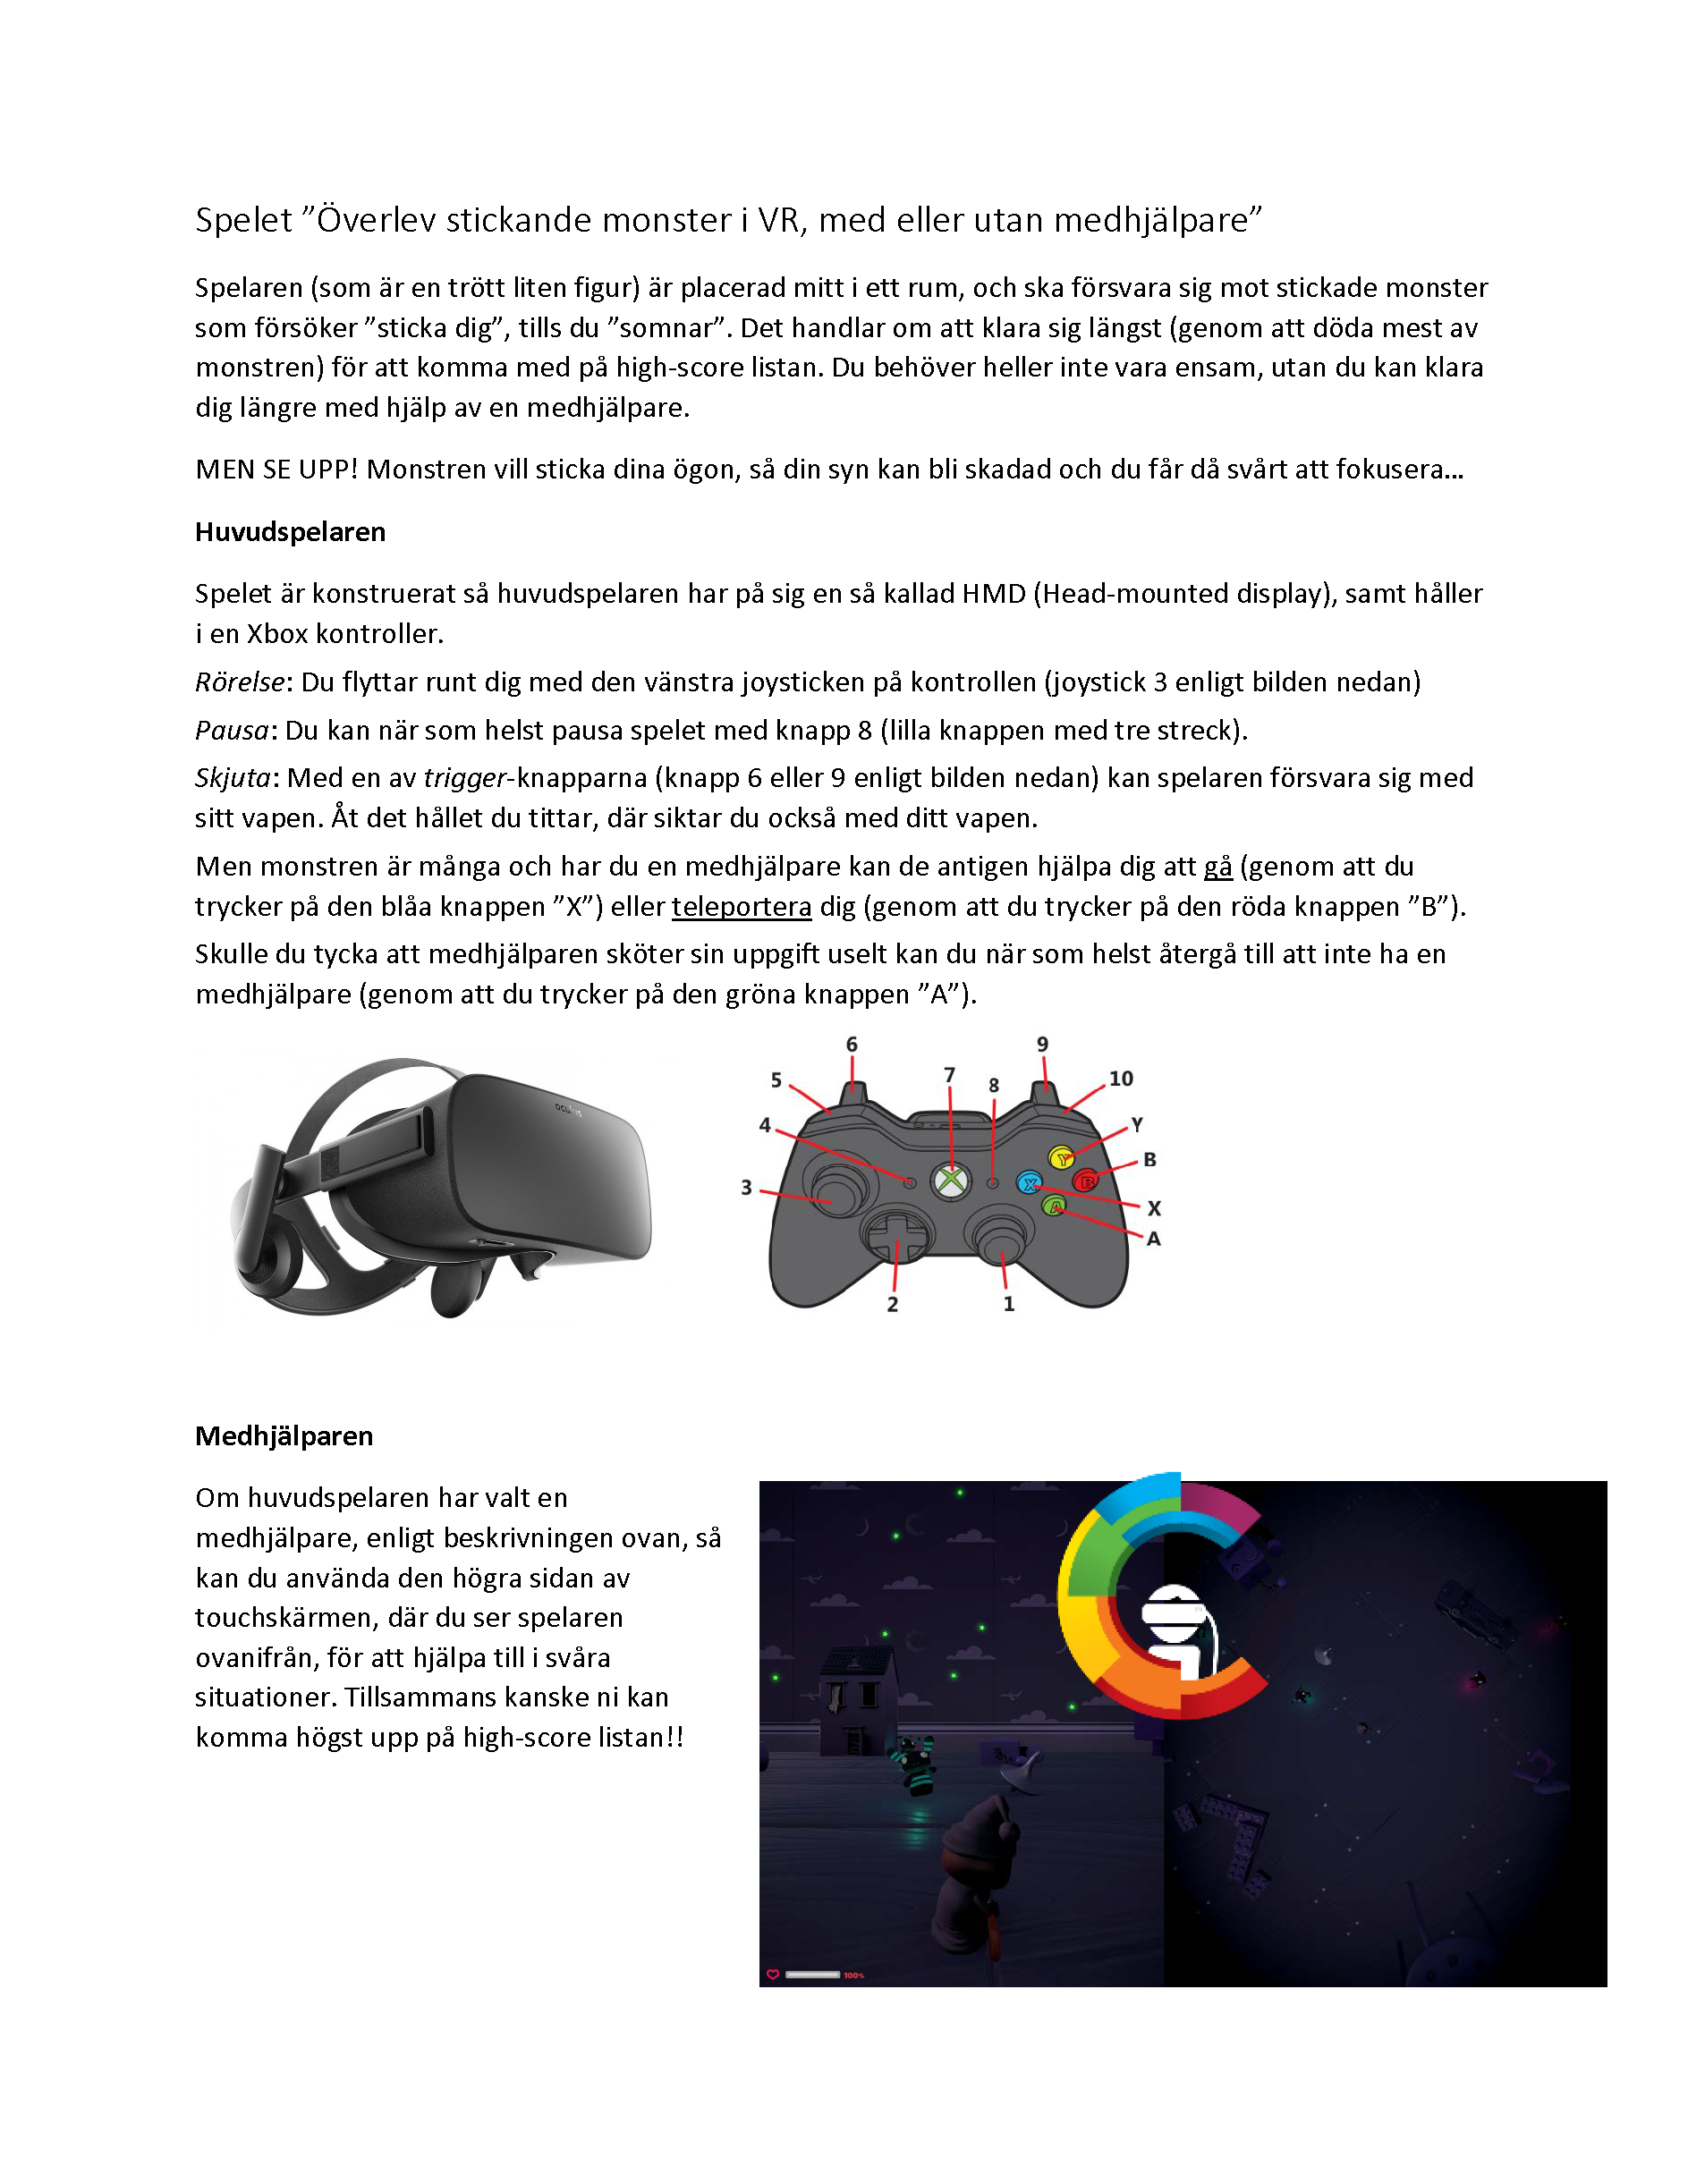 Spelet ”Överlev stickande monster i VR, med eller utan medhjälpare”
Spelaren (som är en trött liten figur) är placerad mitt i ett rum, och ska försvara sig mot stickade monster
som försöker ”sticka dig”, tills du ”somnar”. Det handlar om att klara sig längst (genom att döda mest av
monstren) för att komma med på high-score listan. Du behöver heller inte vara ensam, utan du kan klara
dig längre med hjälp av en medhjälpare.
MEN SE UPP! Monstren vill sticka dina ögon, så din syn kan bli skadad och du får då svårt att fokusera…
Huvudspelaren
Spelet är konstruerat så huvudspelaren har på sig en så kallad HMD (Head-mounted display), samt håller
i en Xbox kontroller.
Rörelse: Du flyttar runt dig med den vänstra joysticken på kontrollen (joystick 3 enligt bilden nedan)
Pausa: Du kan när som helst pausa spelet med knapp 8 (lilla knappen med tre streck).
Skjuta: Med en av trigger-knapparna (knapp 6 eller 9 enligt bilden nedan) kan spelaren försvara sig med
sitt vapen. Åt det hållet du tittar, där siktar du också med ditt vapen.
Men monstren är många och har du en medhjälpare kan de antigen hjälpa dig att gå (genom att du
trycker på den blåa knappen ”X”) eller teleportera dig (genom att du trycker på den röda knappen ”B”).
Skulle du tycka att medhjälparen sköter sin uppgift uselt kan du när som helst återgå till att inte ha en
medhjälpare (genom att du trycker på den gröna knappen ”A”).
oculus
6
9
5
7
8
10
4
Y
B
3
X
A
2
1
Y
X
B
A
Medhjälparen
Om huvudspelaren har valt en
medhjälpare, enligt beskrivningen ovan, så
kan du använda den högra sidan av
touchskärmen, där du ser spelaren
ovanifrån, för att hjälpa till i svåra
situationer. Tillsammans kanske ni kan
komma högst upp på high-score listan!!
100%